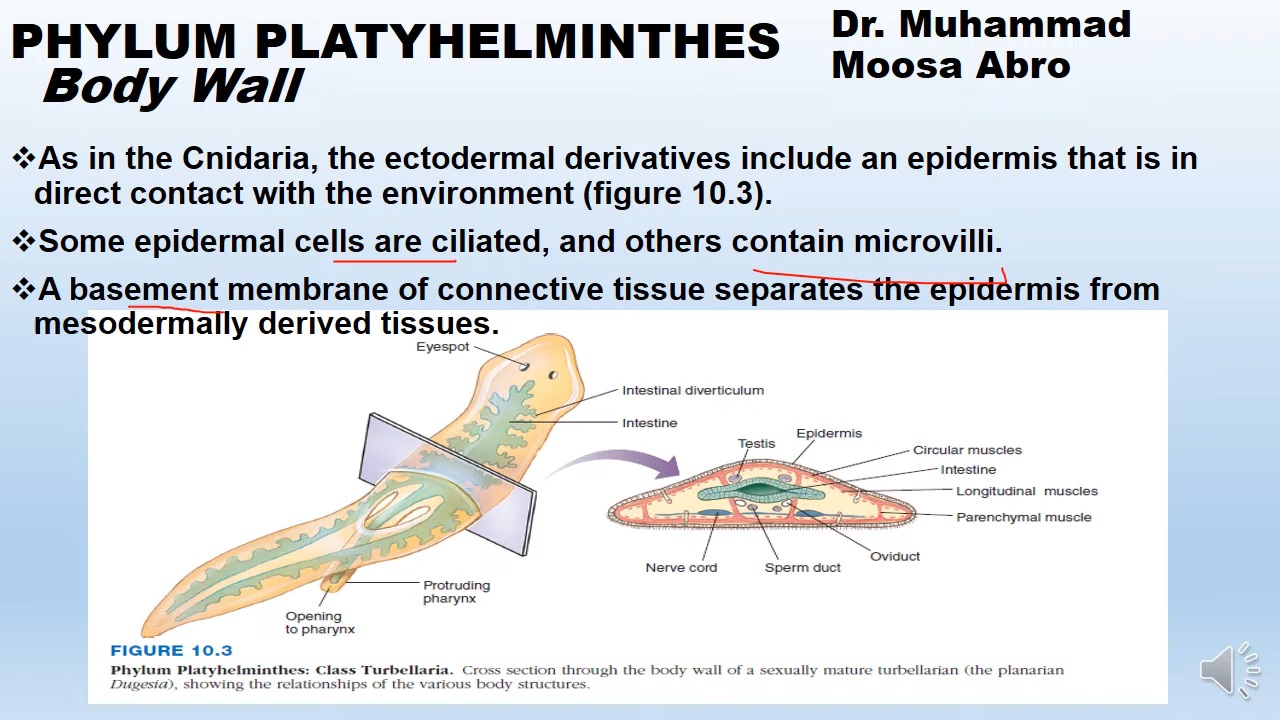 PHYLUM PLATYHELMINTHES
Body Wall
Dr. Muhammad
Moosa Abro
❖As in the Cnidaria, the ectodermal derivatives include an epidermis that is in
direct contact with the environment (figure 10.3).
❖Some epidermal cells are ciliated, and others contain microvilli.
❖A basement membrane of connective tissue separates the epidermis from
mesodermally derived tissues.
Eyespot
Intestinal diverticulum
Intestine
Protruding
pharynx
Opening
to pharynx
Testis
Epidermis
Circular muscles
Intestine
Longitudinal muscles
Parenchymal muscle
Oviduct
Sperm duct
Nerve cord
FIGURE 10.3
Phylum Platyhelminthes: Class Turbellaria. Cross section through the body wall of a sexually mature turbellarian (the planarian
Dugesia), showing the relationships of the various body structures.